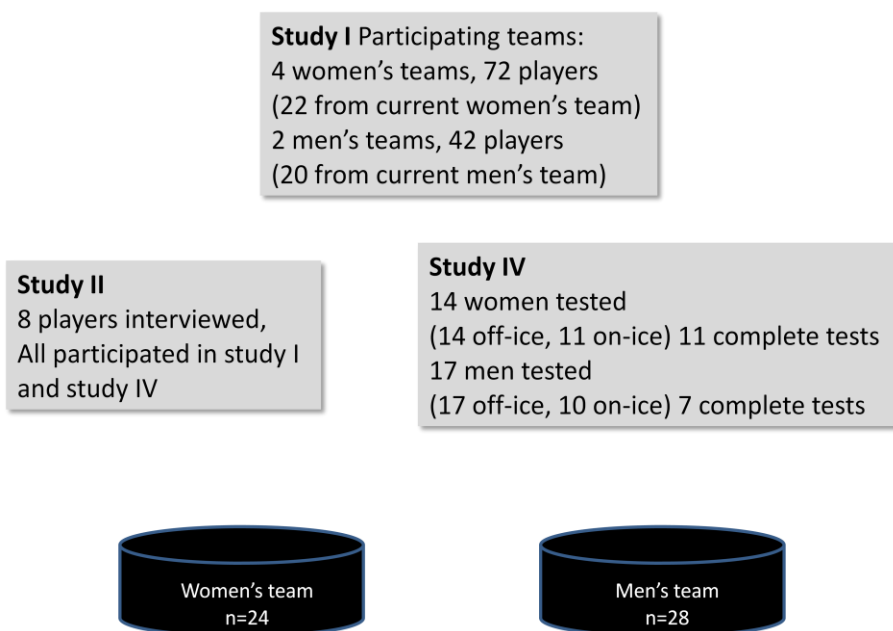 Study I Participating teams:
4 women’s teams, 72 players
(22 from current women’s team)
2 men’s teams, 42 players
(20 from current men’s team)
Study II
8 players interviewed,
All participated in study I
and study IV
Study IV
14 women tested
(14 off-ice, 11 on-ice) 11 complete tests
17 men tested
(17 off-ice, 10 on-ice) 7 complete tests
Women’s team
n=24
Men’s team
n=28